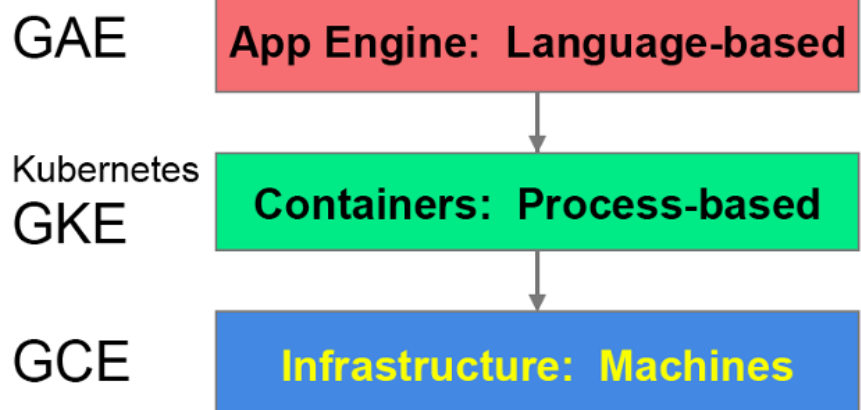 GAE
App Engine: Language-based
Kubernetes
GKE
Containers: Process-based
GCE
Infrastructure: Machines